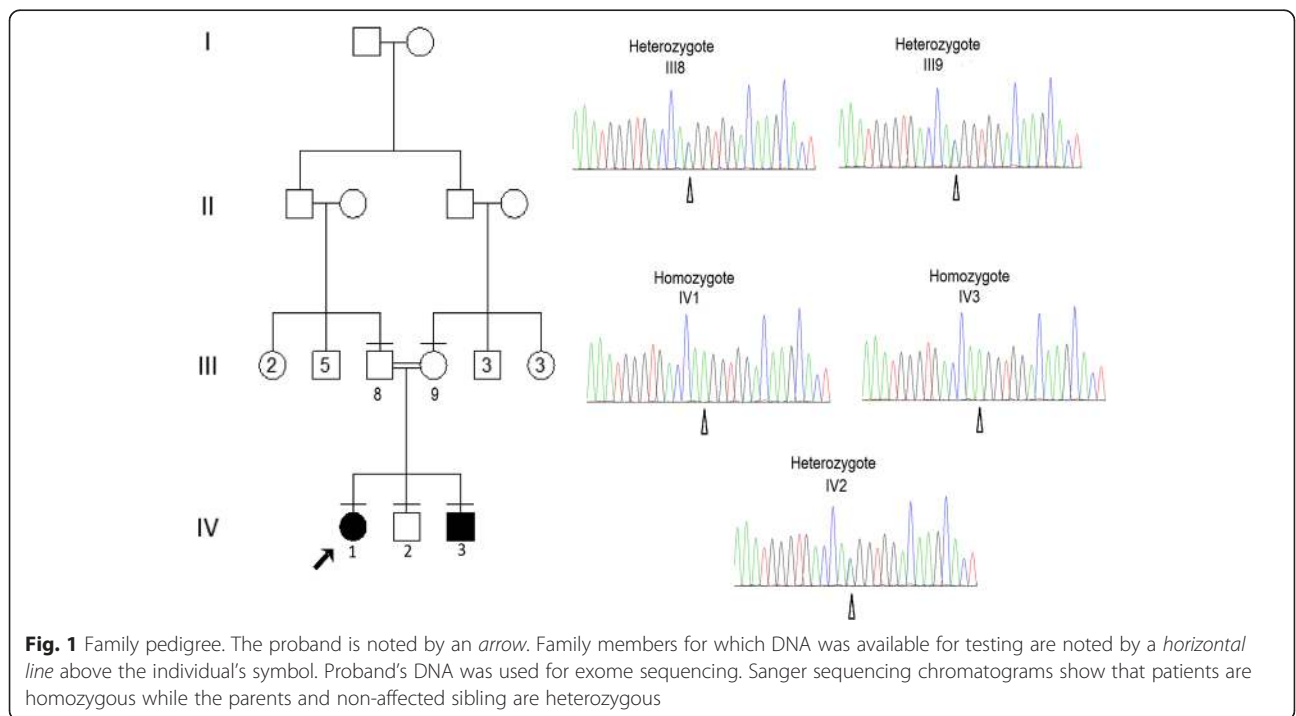 I
II
III
IV
2
5
8
9
3
3
1
2
3
Heterozygote
III8
Heterozygote
III9
Homozygote
IV1
Homozygote
IV3
Heterozygote
IV2
Fig. 1 Family pedigree. The proband is noted by an arrow. Family members for which DNA was available for testing are noted by a horizontal
line above the individual's symbol. Proband's DNA was used for exome sequencing. Sanger sequencing chromatograms show that patients are
homozygous while the parents and non-affected sibling are heterozygous